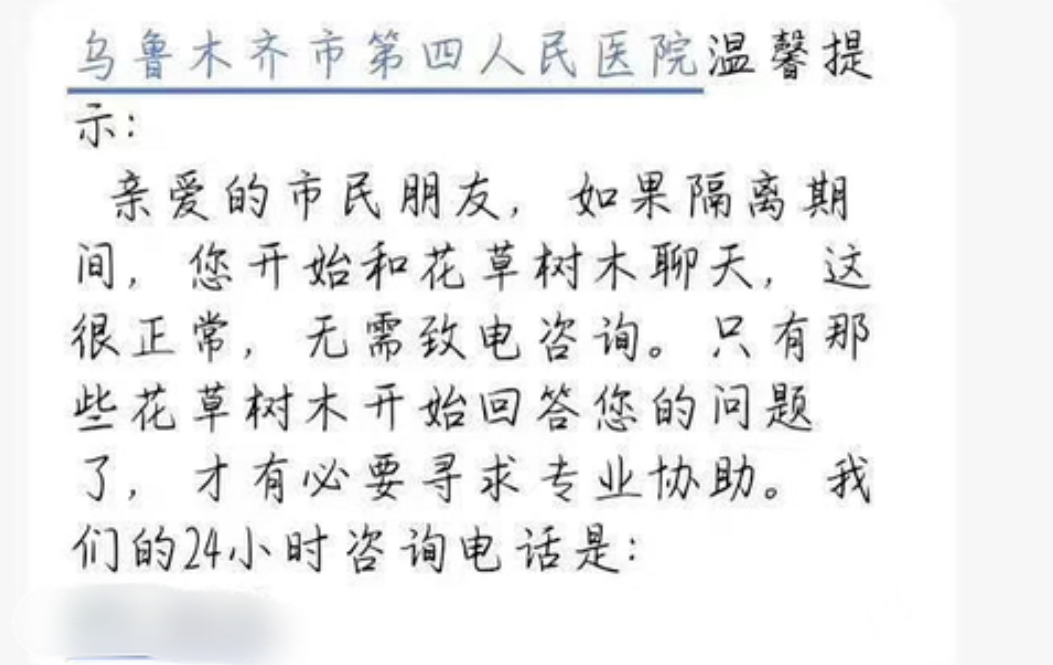 乌鲁木齐市第四人民医院温馨提
示：
亲爱的市民朋友，如果隔离期
间，您开始和花草树木聊天，这
很正常，无需致电咨询。只有那
些花草树木开始回答您的问题
了，才有必要寻求专业协助。我
们的24小时咨询电话是：